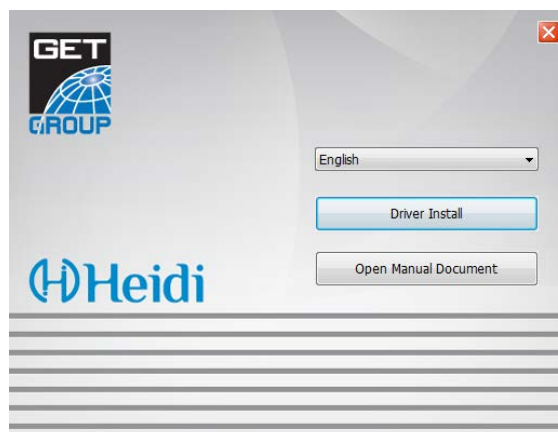 GET
GROUP
English
Driver Install
Open Manual Document
Heidi